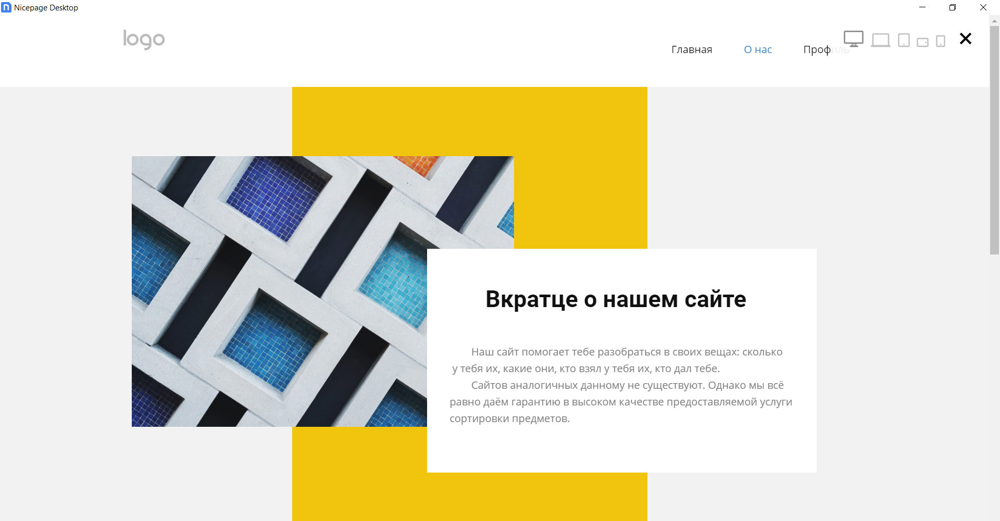 Nicepage Desktop
logo
Главная О нас Профиль
Вкратце о нашем сайте
Наш сайт помогает тебе разобраться в своих вещах: сколько
у тебя их, какие они, кто взял у тебя их, кто дал тебе.
Сайтов аналогичных данному не существуют. Однако мы всё
равно даём гарантию в высоком качестве предоставляемой услуги
сортировки предметов.